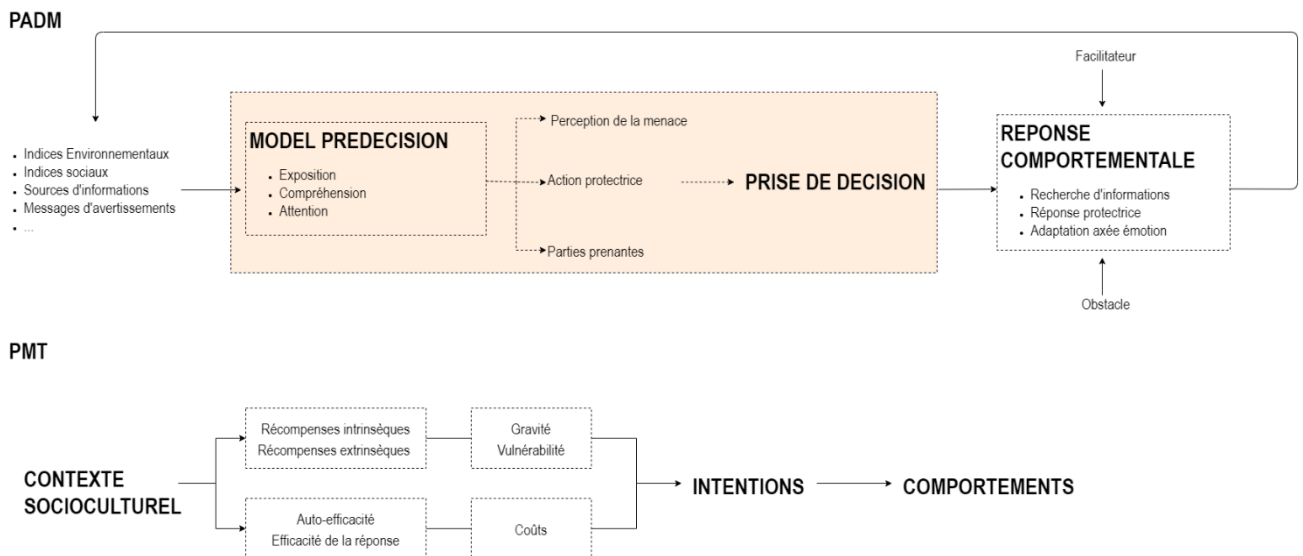 PADM
Facilitateur
• Indices Environnementaux
• Indices sociaux
• Sources d'informations
• Messages d'avertissements
• ...
MODEL PREDECISION
• Exposition
• Compréhension
• Attention
Perception de la menace
Action protectrice
Parties prenantes
PRISE DE DECISION
REPONSE
COMPORTEMENTALE
• Recherche d'informations
• Réponse protectrice
• Adaptation axée émotion
Obstacle
PMT
CONTEXTE
SOCIOCULTUREL
Récompenses intrinsèques
Récompenses extrinsèques
Gravité
Vulnérabilité
Auto-efficacité
Efficacité de la réponse
Coûts
INTENTIONS
COMPORTEMENTS